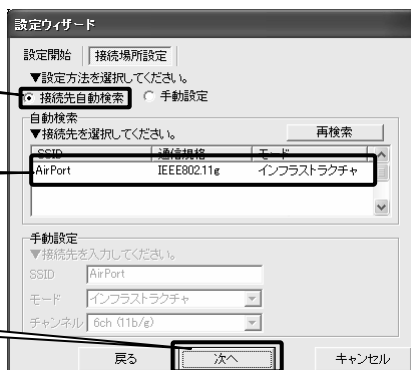 設定ウィザード
設定開始 接続場所設定
▼設定方法を選択してください。
接続先自動検索 手動設定
自動検索
▼接続先を選択してください。 再検索
SSID 通信規格 モード
AirPort IEEE802.11g インフラストラクチャ
手動設定
▼接続先を入力してください。
SSID AirPort
モード インフラストラクチャ
チャンネル 6ch (11b/g)
戻る 次へ キャンセル